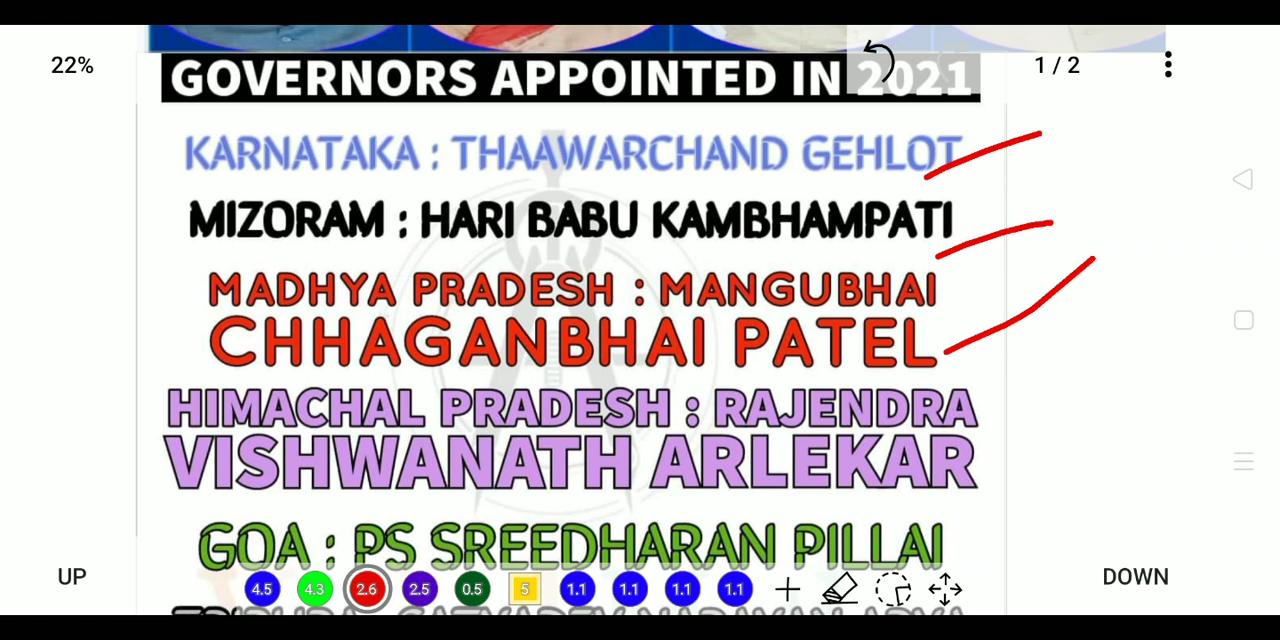 22%
GOVERNORS APPOINTED IN 2021
1 / 2
KARNATAKA : THAAWARCHAND GEHLOT
MIZORAM : HARI BABU KAMBHAMPATI
MADHYA PRADESH : MANGUBHAI
CHHAGANBHAI PATEL
HIMACHAL PRADESH : RAJENDRA
VISHWANATH ARLEKAR
GOA : PS SREEDHARAN PILLAI
UP
4.5 4.3 2.6 2.5 0.5 5 1.1 1.1 1.1 1.1
DOWN